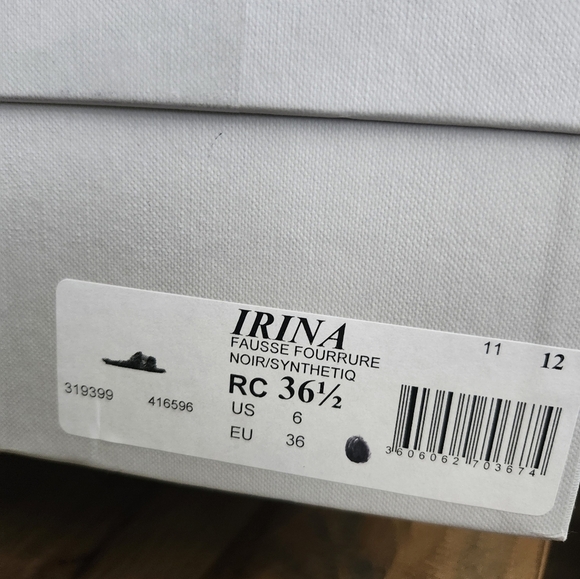 IRINA
FAUSSE FOURRURE
NOIR/SYNTHETIQ
11 12
RC 36½
US 6
EU 36
319399 416596
3606062703674